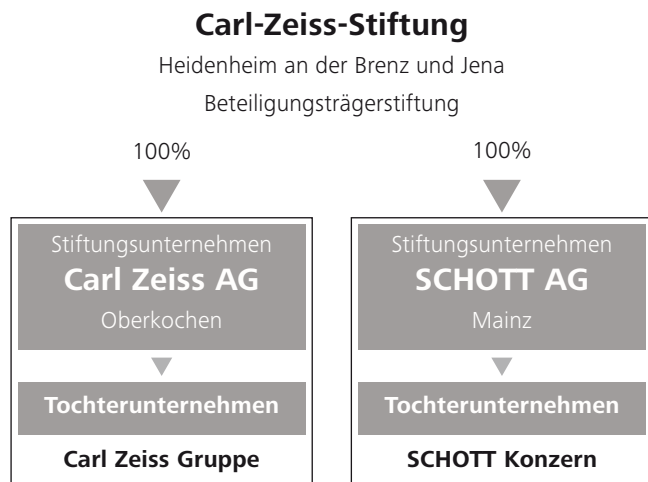 Carl-Zeiss-Stiftung
Heidenheim an der Brenz und Jena
Beteiligungsträgerstiftung
100%
100%
Stiftungsunternehmen
Carl Zeiss AG
Oberkochen
Tochterunternehmen
Carl Zeiss Gruppe
Stiftungsunternehmen
SCHOTT AG
Mainz
Tochterunternehmen
SCHOTT Konzern